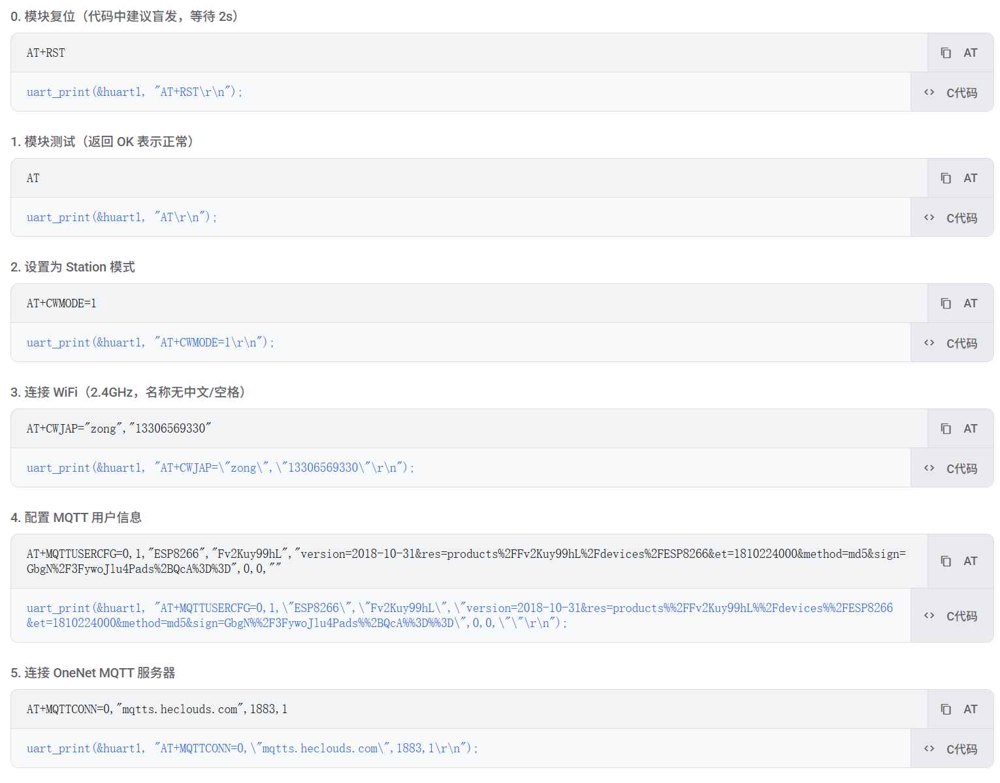 0. 模块复位（代码中建议盲发，等待 2s）
AT+RST
AT
uart_print(&huart1, "AT+RST\r\n");
C代码
1. 模块测试（返回 OK 表示正常）
AT
AT
uart_print(&huart1, "AT\r\n");
C代码
2. 设置为 Station 模式
AT+CWMODE=1
AT
uart_print(&huart1, "AT+CWMODE=1\r\n");
C代码
3. 连接 WiFi（2.4GHz，名称无中文/空格）
AT+CWJAP="zong","13306569330"
AT
uart_print(&huart1, "AT+CWJAP=\"zong\",\"13306569330\"\r\n");
C代码
4. 配置 MQTT 用户信息
AT+MQTTUSERCFG=0,1,"ESP8266","Fv2Kuy99hL","version=2018-10-31&res=products%2FFv2Kuy99hL%2Fdevices%2FESP8266&et=1810224000&method=md5&sign=
GbgN%2F3FywoJlu4Pads%2BQcA%3D%3D",0,0,""
AT
uart_print(&huart1, "AT+MQTTUSERCFG=0,1,\"ESP8266\",\"Fv2Kuy99hL\",\"version=2018-10-31&res=products%%2FFv2Kuy99hL%%2Fdevices%%2FESP8266
&et=1810224000&method=md5&sign=GbgN%%2F3FywoJlu4Pads%%2BQcA%%3D%%3D\",0,0,\"\"\r\n");
C代码
5. 连接 OneNet MQTT 服务器
AT+MQTTCONN=0,"mqtts.heclouds.com",1883,1
AT
uart_print(&huart1, "AT+MQTTCONN=0,\"mqtts.heclouds.com\",1883,1\r\n");
C代码